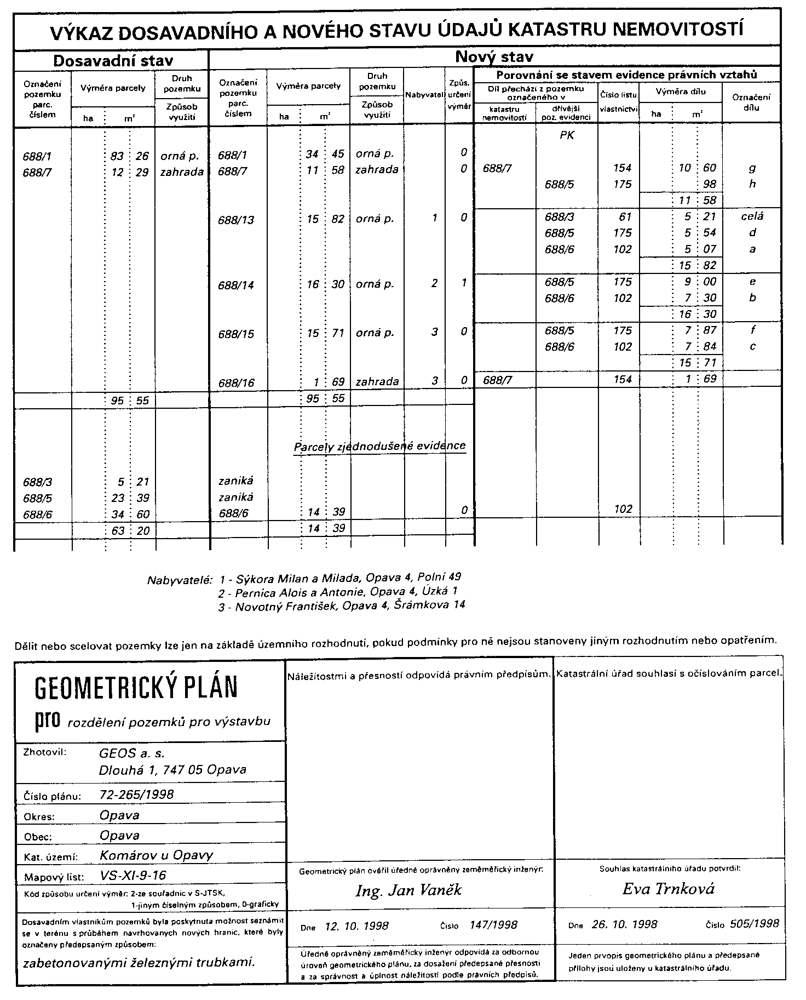 VÝKAZ DOSAVADNÍHO A NOVÉHO STAVU ÚDAJŮ KATASTRU NEMOVITOSTÍ
Dosavadní stav Nový stav
Označení pozemku parc. číslem Výměra parcely ha m² Druh pozemku Způsob využití Označení pozemku parc. číslem Výměra parcely ha m² Druh pozemku Způsob využití Nabyvatel Způs. určení výměr Porovnání se stavem evidence právních vztahů
Díl přechází z pozemku označeného v katastru nemovitostí dřívější poz. evidenci Číslo listu vlastnictví Výměra dílu ha m² Označení dílu
PK
688/1 83 26 orná p. 688/1 34 45 orná p. 0
688/7 12 29 zahrada 688/7 11 58 zahrada 0 688/7 154 10 60 g
688/5 175 98 h
11 58
688/13 15 82 orná p. 1 0 688/3 61 5 21 celá
688/5 175 5 54 d
688/6 102 5 07 a
15 82
688/14 16 30 orná p. 2 1 688/5 175 9 00 e
688/6 102 7 30 b
16 30
688/15 15 71 orná p. 3 0 688/5 175 7 87 f
688/6 102 7 84 c
15 71
688/16 1 69 zahrada 3 0 688/7 154 1 69
95 55 95 55
Parcely zjednodušené evidence
688/3 5 21 zaniká
688/5 23 39 zaniká
688/6 34 60 688/6 14 39 0 102
63 20 14 39
Nabyvatelé: 1 - Sýkora Milan a Milada, Opava 4, Polní 49
2 - Pernica Alois a Antonie, Opava 4, Úzká 1
3 - Novotný František, Opava 4, Šrámkova 14
Dělit nebo scelovat pozemky lze jen na základě územního rozhodnutí, pokud podmínky pro ně nejsou stanoveny jiným rozhodnutím nebo opatřením.
GEOMETRICKÝ PLÁN
pro rozdělení pozemků pro výstavbu
Zhotovil: GEOS a. s.
Dlouhá 1, 747 05 Opava
Číslo plánu: 72-265/1998
Okres: Opava
Obec: Opava
Kat. území: Komárov u Opavy
Mapový list: VS-XI-9-16
Kód způsobu určení výměr: 2-ze souřadnic v S-JTSK,
1-jiným číselným způsobem, 0-graficky
Dosavadním vlastníkům pozemků byla poskytnuta možnost seznámit
se v terénu s průběhem navrhovaných nových hranic, které byly
označeny předepsaným způsobem:
zabetonovanými železnými trubkami.
Náležitostmi a přesností odpovídá právním předpisům.
Geometrický plán ověřil úředně oprávněný zeměměřický inženýr:
Ing. Jan Vaněk
Dne 12. 10. 1998 Číslo 147/1998
Úředně oprávněný zeměměřický inženýr odpovídá za odbornou
úroveň geometrického plánu, za dosažení předepsané přesnosti
a za správnost a úplnost náležitostí podle právních předpisů.
Katastrální úřad souhlasí s očíslováním parcel.
Souhlas katastrálního úřadu potvrdil:
Eva Trnková
Dne 26. 10. 1998 Číslo 505/1998
Jeden prvopis geometrického plánu a předepsané
přílohy jsou uloženy u katastrálního úřadu.